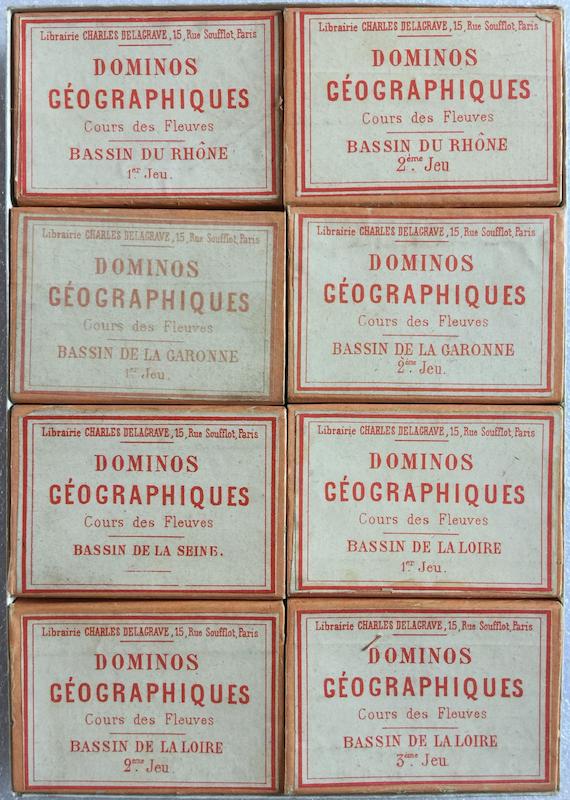 Librairie CHARLES DELAGRAVE, 15, Rue Soufflot, Paris
DOMINOS
GÉOGRAPHIQUES
Cours des Fleuves
BASSIN DU RHÔNE
1er Jeu.
Librairie CHARLES DELAGRAVE, 15, Rue Soufflot, Paris
DOMINOS
GÉOGRAPHIQUES
Cours des Fleuves
BASSIN DU RHÔNE
2ème Jeu
Librairie CHARLES DELAGRAVE, 15, Rue Soufflot, Paris
DOMINOS
GÉOGRAPHIQUES
Cours des Fleuves
BASSIN DE LA GARONNE
1er Jeu.
Librairie CHARLES DELAGRAVE, 15, Rue Soufflot, Paris
DOMINOS
GÉOGRAPHIQUES
Cours des Fleuves
BASSIN DE LA GARONNE
2ème Jeu.
Librairie CHARLES DELAGRAVE, 15, Rue Soufflot, Paris
DOMINOS
GÉOGRAPHIQUES
Cours des Fleuves
BASSIN DE LA SEINE.
Librairie CHARLES DELAGRAVE, 15, Rue Soufflot, Paris
DOMINOS
GÉOGRAPHIQUES
Cours des Fleuves
BASSIN DE LA LOIRE
1er Jeu.
Librairie CHARLES DELAGRAVE, 15, Rue Soufflot, Paris
DOMINOS
GÉOGRAPHIQUES
Cours des Fleuves
BASSIN DE LA LOIRE
2ème Jeu.
Librairie CHARLES DELAGRAVE, 15, Rue Soufflot, Paris
DOMINOS
GÉOGRAPHIQUES
Cours des Fleuves
BASSIN DE LA LOIRE
3ème Jeu.